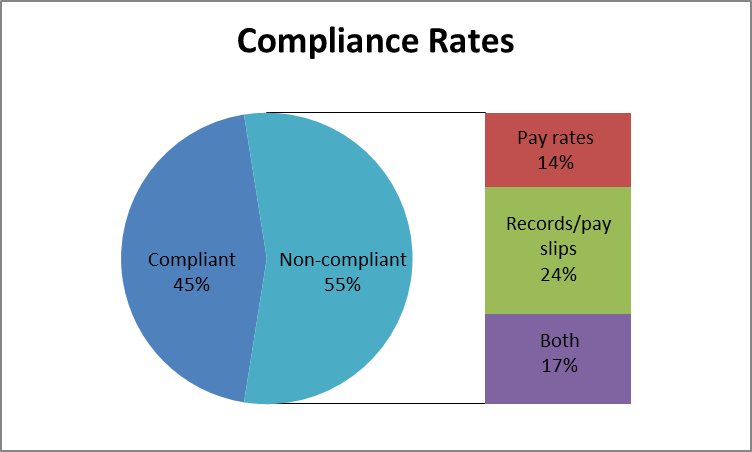 Compliance Rates
Compliant
45%
Non-compliant
55%
Pay rates
14%
Records/pay
slips
24%
Both
17%